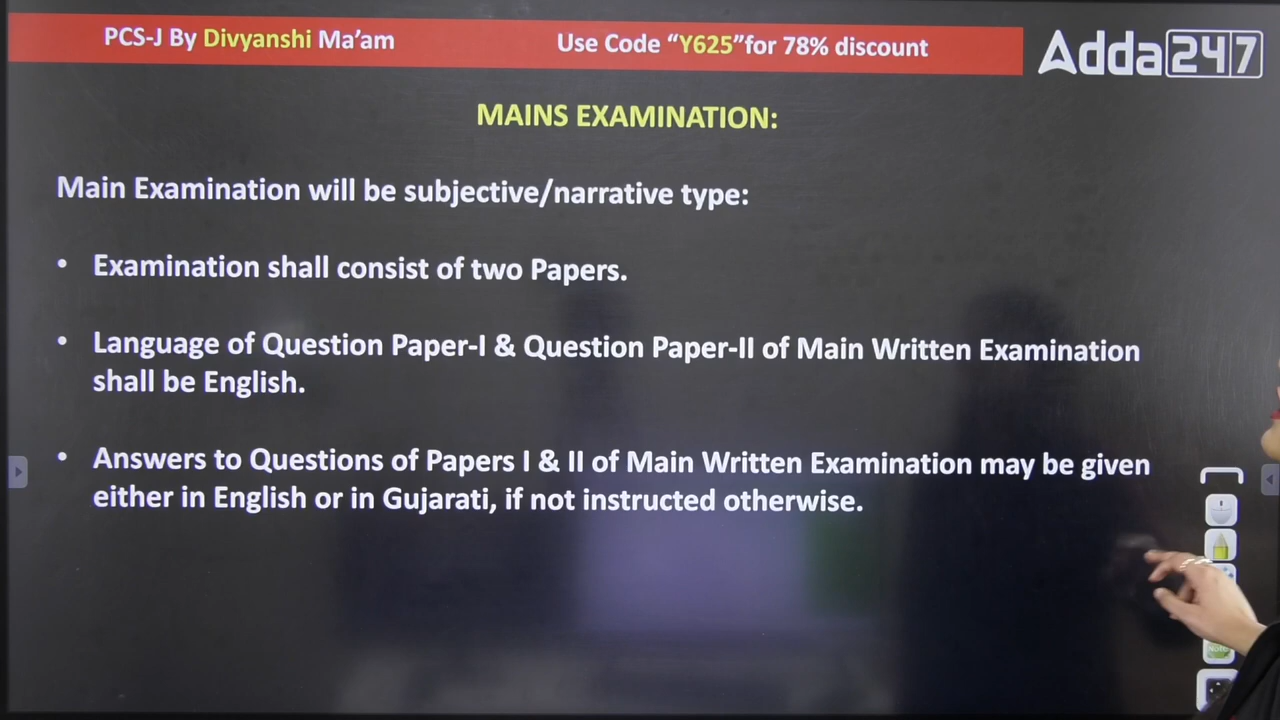 PCS-J By Divyanshi Ma’am
Use Code “Y625”for 78% discount
Adda247
MAINS EXAMINATION:
Main Examination will be subjective/narrative type:
• Examination shall consist of two Papers.
• Language of Question Paper-I & Question Paper-II of Main Written Examination
shall be English.
• Answers to Questions of Papers I & II of Main Written Examination may be given
either in English or in Gujarati, if not instructed otherwise.